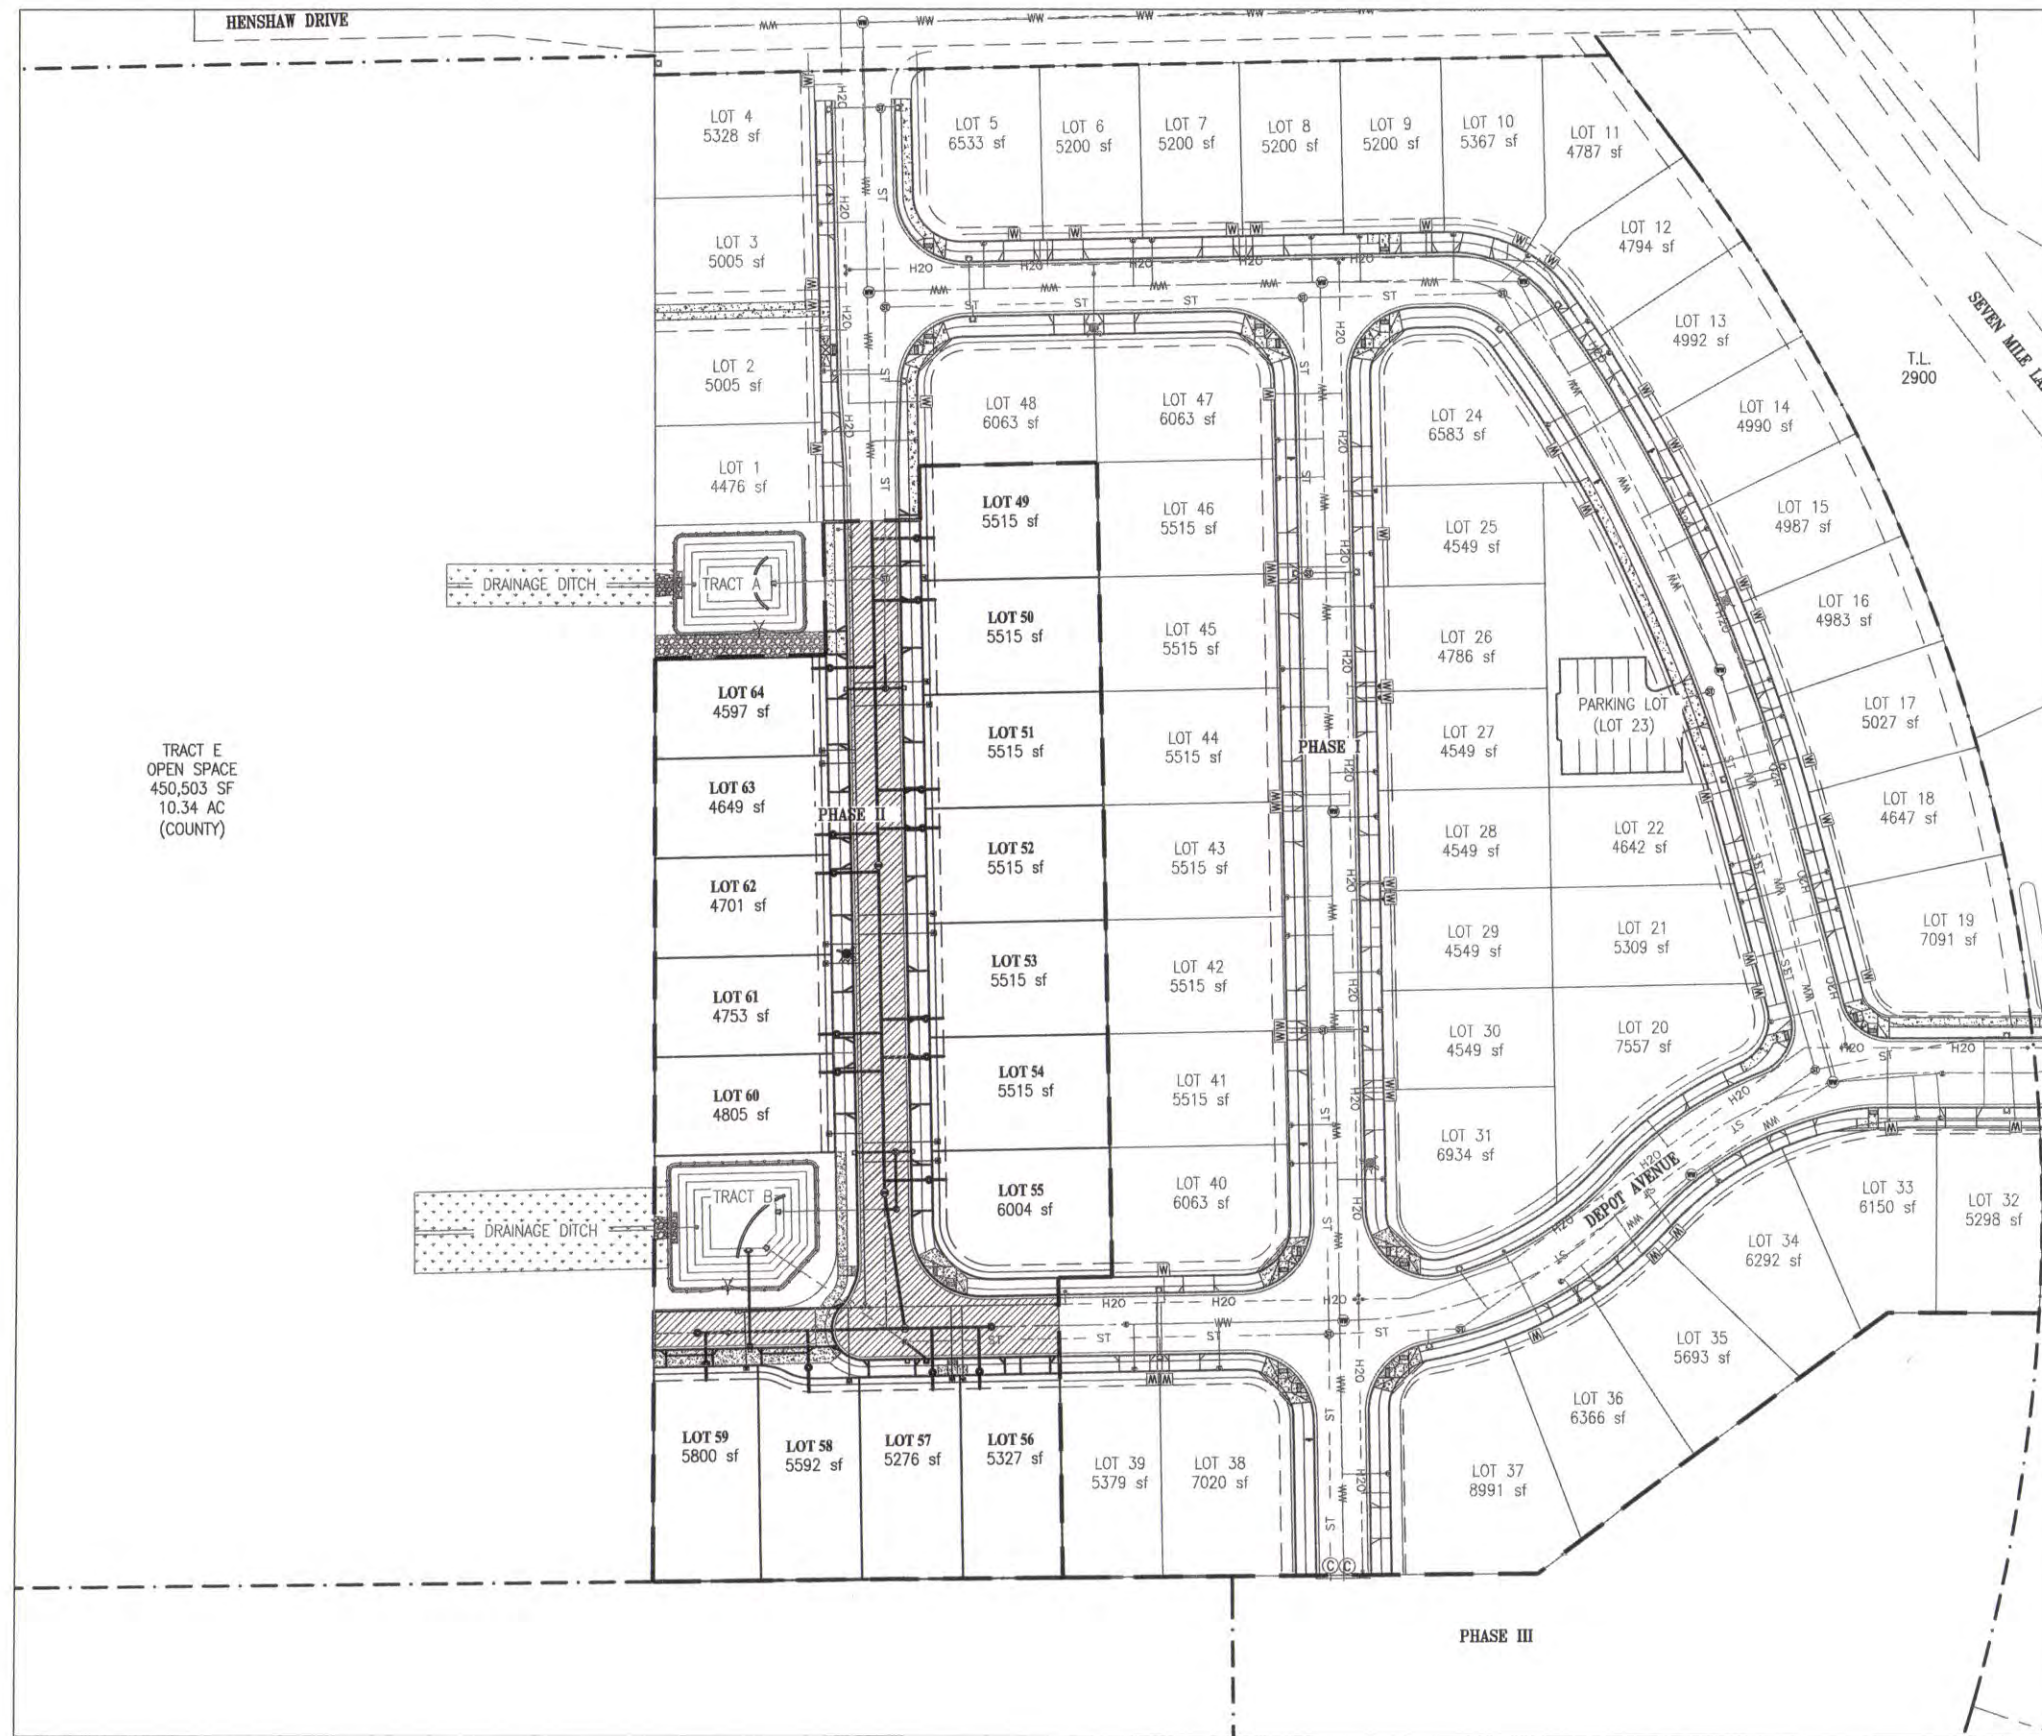 HENSHAW DRIVE
LOT 4
5328 sf
LOT 5
6533 sf
LOT 6
5200 sf
LOT 7
5200 sf
LOT 8
5200 sf
LOT 9
5200 sf
LOT 10
5367 sf
LOT 11
4787 sf
LOT 3
5005 sf
LOT 12
4794 sf
LOT 2
5005 sf
LOT 13
4992 sf
SEVEN MILE
T.L.
2900
LOT 1
4476 sf
LOT 48
6063 sf
LOT 47
6063 sf
LOT 24
6583 sf
LOT 14
4990 sf
LOT 49
5515 sf
LOT 46
5515 sf
LOT 25
4549 sf
LOT 15
4987 sf
DRAINAGE DITCH
TRACT A
LOT 50
5515 sf
LOT 45
5515 sf
LOT 26
4786 sf
LOT 16
4983 sf
LOT 64
4597 sf
LOT 51
5515 sf
LOT 44
5515 sf
PHASE I
LOT 27
4549 sf
PARKING LOT
(LOT 23)
LOT 17
5027 sf
TRACT E
OPEN SPACE
450,503 SF
10.34 AC
(COUNTY)
LOT 63
4649 sf
PHASE II
LOT 52
5515 sf
LOT 43
5515 sf
LOT 28
4549 sf
LOT 22
4642 sf
LOT 18
4647 sf
LOT 62
4701 sf
LOT 53
5515 sf
LOT 42
5515 sf
LOT 29
4549 sf
LOT 21
5309 sf
LOT 19
7091 sf
LOT 61
4753 sf
LOT 54
5515 sf
LOT 41
5515 sf
LOT 30
4549 sf
LOT 20
7557 sf
LOT 60
4805 sf
LOT 31
6934 sf
DRAINAGE DITCH
TRACT B
LOT 55
6004 sf
LOT 40
6063 sf
DEPOT AVENUE
LOT 34
6292 sf
LOT 33
6150 sf
LOT 32
5298 sf
H2O
H2O
H2O
ST
ST
ST
WW
ST
LOT 35
5693 sf
LOT 36
6366 sf
LOT 59
5800 sf
LOT 58
5592 sf
LOT 57
5276 sf
LOT 56
5327 sf
LOT 39
5379 sf
LOT 38
7020 sf
LOT 37
8991 sf
C C
PHASE III